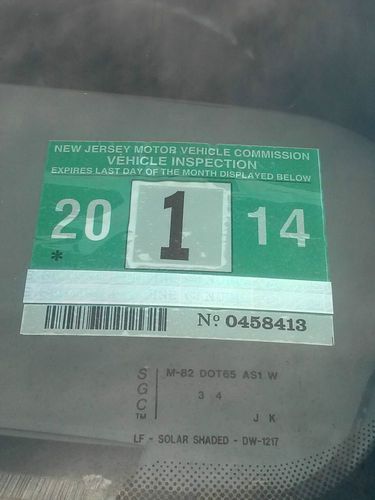 NEW JERSEY MOTOR VEHICLE COMMISSION
VEHICLE INSPECTION
EXPIRES LAST DAY OF THE MONTH DISPLAYED BELOW
20 1 14
*
Nº 0458413
SGC™
M-82 DOT65 AS1 W
3 4
J K
LF - SOLAR SHADED - DW-1217